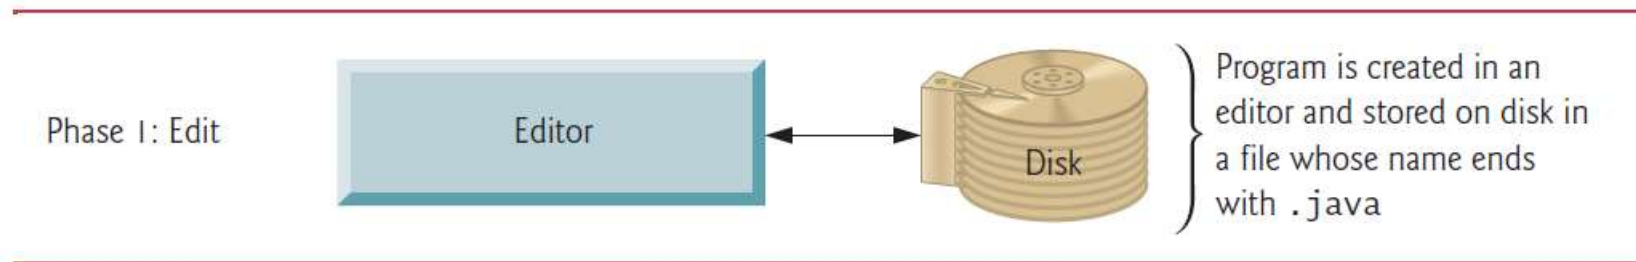 Phase 1: Edit
Editor
Disk
Program is created in an
editor and stored on disk in
a file whose name ends
with .java